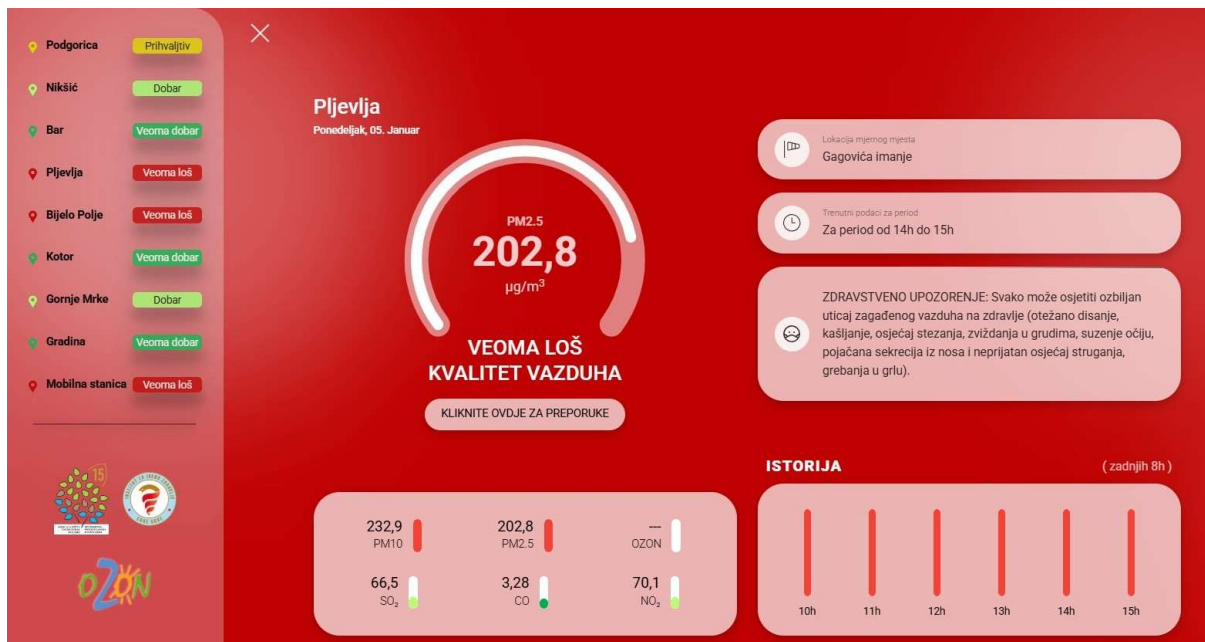 Podgorica Prihvaljtiv
Nikšić Dobar
Bar Veoma dobar
Pljevlja Veoma loš
Bijelo Polje Veoma loš
Kotor Veoma dobar
Gornje Mrke Dobar
Gradina Veoma dobar
Mobilna stanica Veoma loš
15
OZON
Pljevlja
Ponedeljak, 05. Januar
PM2.5
202,8
µg/m³
VEOMA LOŠ
KVALITET VAZDUHA
KLIKNITE OVDJE ZA PREPORUKE
232,9 202,8 ---
PM10 PM2.5 OZON
66,5 3,28 70,1
SO₂ CO NO₂
Lokacija mjernog mjesta
Gagovića imanje
Trenutni podaci za period
Za period od 14h do 15h
ZDRAVSTVENO UPOZORENJE: Svako može osjetiti ozbiljan
uticaj zagađenog vazduha na zdravlje (otežano disanje,
kašljanje, osjećaj stezanja, zviždanja u grudima, suzenje očiju,
pojačana sekrecija iz nosa i neprijatan osjećaj struganja,
grebanja u grlu).
ISTORIJA ( zadnjih 8h )
10h 11h 12h 13h 14h 15h